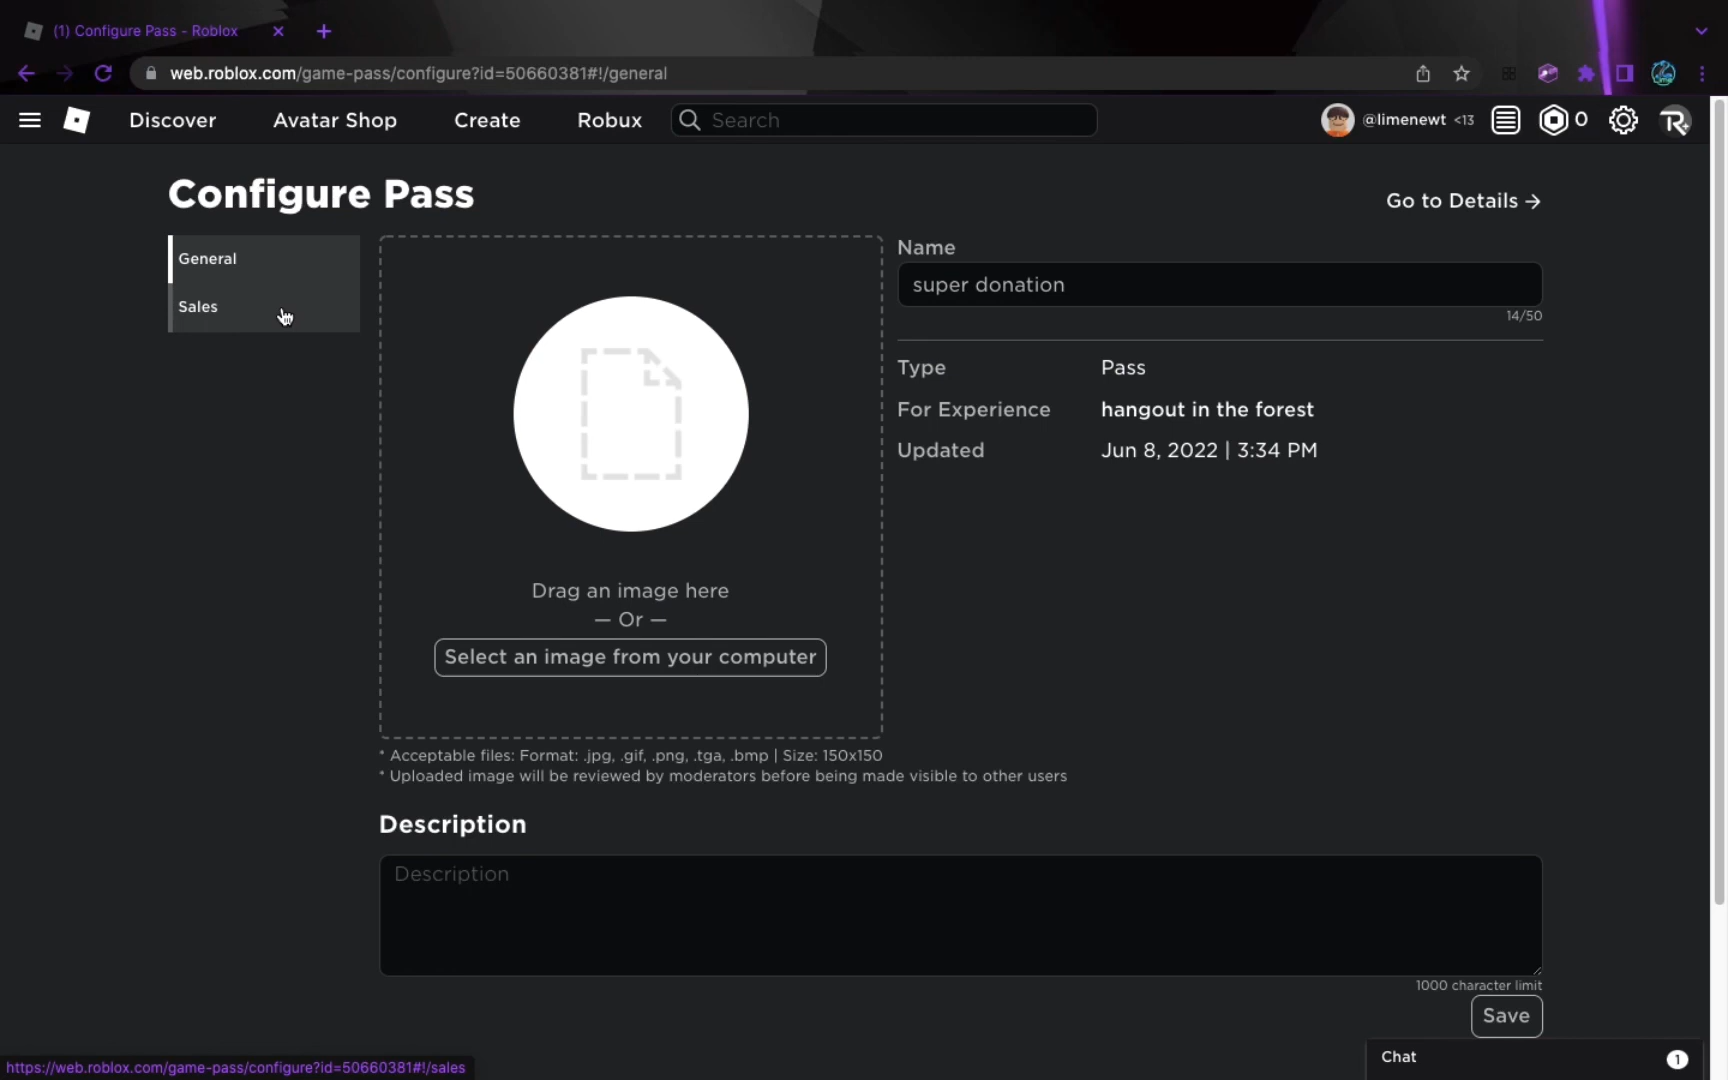 (1) Configure Pass - Roblox
web.roblox.com/game-pass/configure?id=50660381#!/general
Discover
Avatar Shop
Create
Robux
Search
@limenewt <13
0
Configure Pass
Go to Details →
General
Sales
Name
super donation
14/50
Type Pass
For Experience hangout in the forest
Updated Jun 8, 2022 | 3:34 PM
Drag an image here
— Or —
Select an image from your computer
* Acceptable files: Format: .jpg, .gif, .png, .tga, .bmp | Size: 150x150
* Uploaded image will be reviewed by moderators before being made visible to other users
Description
Description
1000 character limit
Save
Chat 1
https://web.roblox.com/game-pass/configure?id=50660381#!/sales